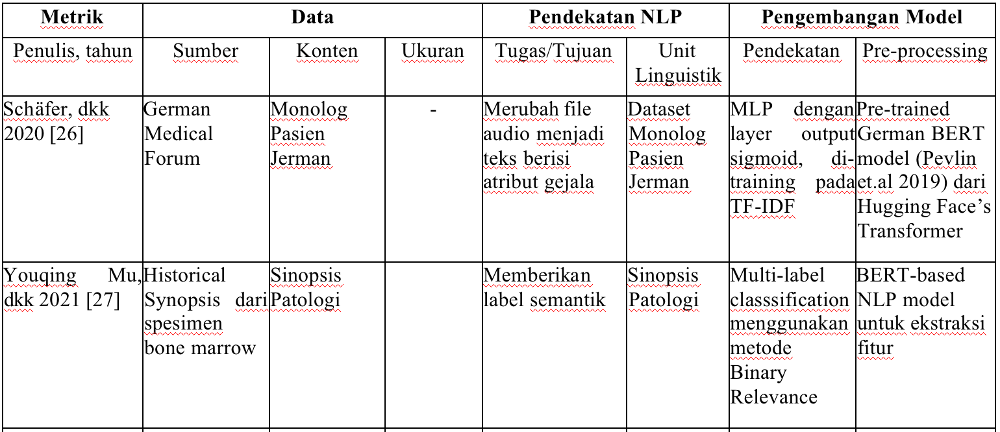 Metrik Data Pendekatan NLP Pengembangan Model
Penulis, tahun Sumber Konten Ukuran Tugas/Tujuan Unit Linguistik Pendekatan Pre-processing
Schäfer, dkk
2020 [26]
German
Medical
Forum
Monolog
Pasien
Jerman
-
Merubah file
audio menjadi
teks berisi
atribut gejala
Dataset
Monolog
Pasien
Jerman
MLP dengan
layer output
sigmoid, di-
training pada
TF-IDF
Pre-trained
German BERT
model (Pevlin
et.al 2019) dari
Hugging Face’s
Transformer
Youqing Mu,
dkk 2021 [27]
Historical
Synopsis dari
spesimen
bone marrow
Sinopsis
Patologi
Memberikan
label semantik
Sinopsis
Patologi
Multi-label
classsification
menggunakan
metode
Binary
Relevance
BERT-based
NLP model
untuk ekstraksi
fitur